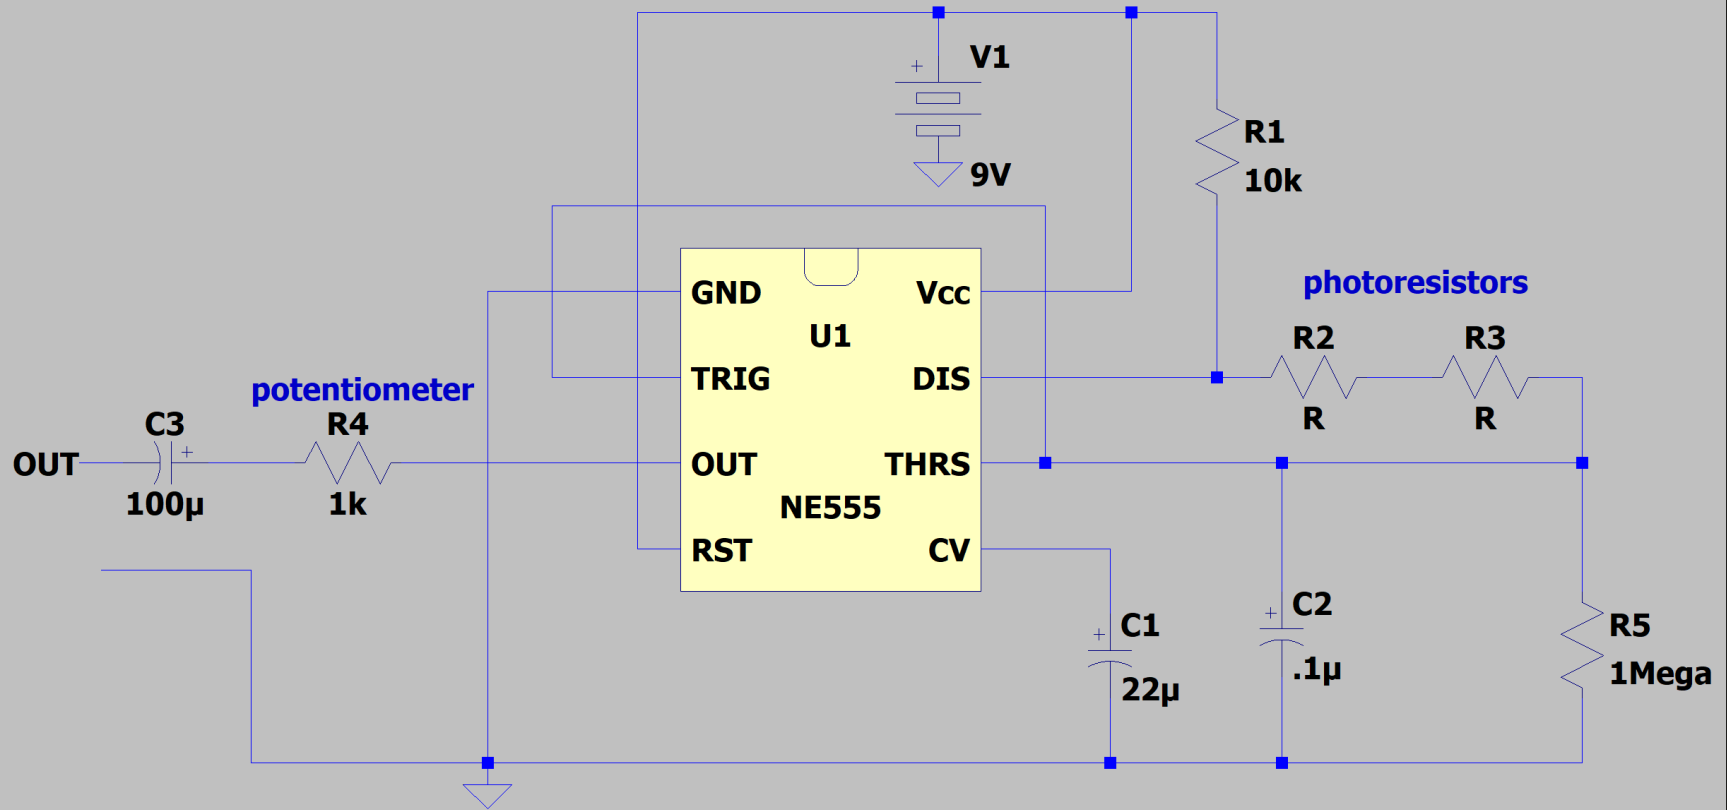 + V1
9V
R1
10k
GND Vcc
U1
photoresistors
R2 R3
TRIG DIS
R R
potentiometer
C3 R4
+
OUT OUT THRS
100µ 1k
NE555
RST CV
+ C1
22µ
+ C2
.1µ
R5
1Mega